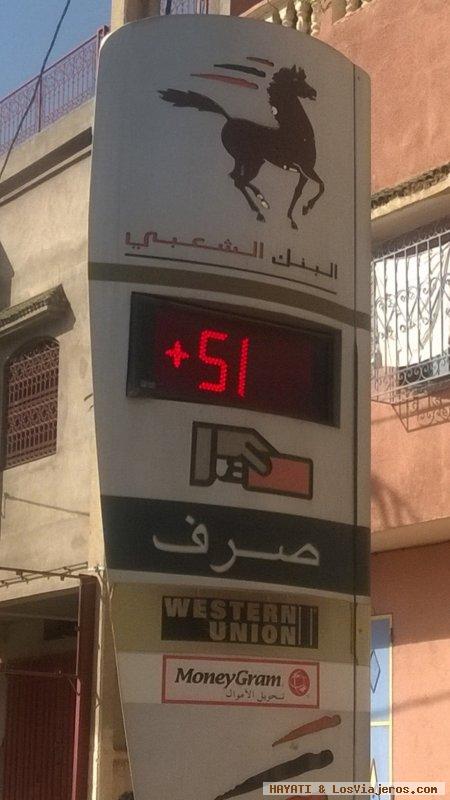 البنك الشعبي
+51
صرف
WESTERN
UNION
MoneyGram
تحويل الأموال
HAYATI & LosViajeros.com